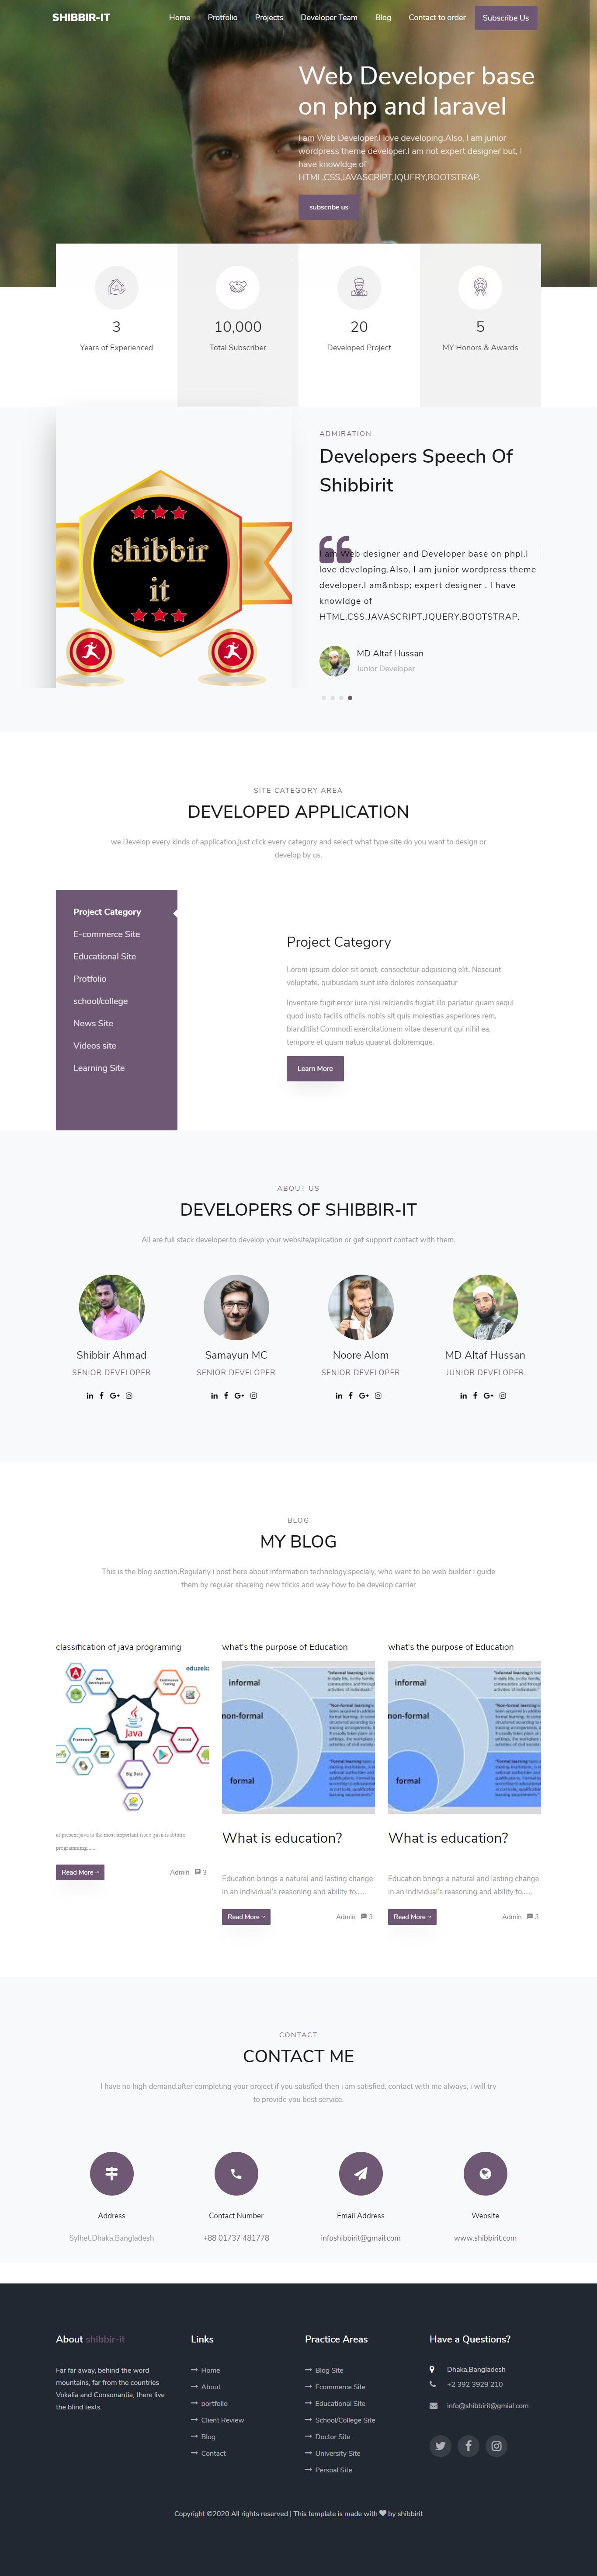 SHIBBIR-IT
Home
Protfolio
Projects
Developer Team
Blog
Contact to order
Subscribe Us
Web Developer base
on php and laravel
I am Web Developer.I love developing.Also, I am junior
wordpress theme developer.I am not expert designer but, I
have knowldge of
HTML,CSS,JAVASCRIPT,JQUERY,BOOTSTRAP.
subscribe us
3
Years of Experienced
10,000
Total Subscriber
20
Developed Project
5
MY Honors & Awards
shibbir
it
ADMIRATION
Developers Speech Of
Shibbirit
I am Web designer and Developer base on phpl.I
love developing.Also, I am junior wordpress theme
developer.I am&nbsp; expert designer . I have
knowldge of
HTML,CSS,JAVASCRIPT,JQUERY,BOOTSTRAP.
MD Altaf Hussan
Junior Developer
SITE CATEGORY AREA
DEVELOPED APPLICATION
we Develop every kinds of application,just click every category and select what type site do you want to design or
develop by us.
Project Category
E-commerce Site
Educational Site
Protfolio
school/college
News Site
Videos site
Learning Site
Project Category
Lorem ipsum dolor sit amet, consectetur adipisicing elit. Nesciunt
voluptate, quibusdam sunt iste dolores consequatur
Inventore fugit error iure nisi reiciendis fugiat illo pariatur quam sequi
quod iusto facilis officiis nobis sit quis molestias asperiores rem,
blanditiis! Commodi exercitationem vitae deserunt qui nihil ea,
tempore et quam natus quaerat doloremque.
Learn More
ABOUT US
DEVELOPERS OF SHIBBIR-IT
All are full stack developer.to develop your website/aplication or get support contact with them.
Shibbir Ahmad
SENIOR DEVELOPER
Samayun MC
SENIOR DEVELOPER
Noore Alom
SENIOR DEVELOPER
MD Altaf Hussan
JUNIOR DEVELOPER
BLOG
MY BLOG
This is the blog section.Regularly i post here about information technology,specialy, who want to be web builder i guide
them by regular shareing new tricks and way how to be develop carrier
classification of java programing
edureka
Java
Web Development
Continuous Testing
Framework
Android
Big Data
at present java is the most important issue .java is foture
programming......
Read More
Admin 3
what's the purpose of Education
informal
non-formal
formal
What is education?
Education brings a natural and lasting change
in an individual's reasoning and ability to......
Read More
Admin 3
what's the purpose of Education
informal
non-formal
formal
What is education?
Education brings a natural and lasting change
in an individual's reasoning and ability to......
Read More
Admin 3
CONTACT
CONTACT ME
I have no high demand.after completing your project if you satisfied then i am satisfied. contact with me always, i will try
to provide you best service.
Address
Sylhet,Dhaka,Bangladesh
Contact Number
+88 01737 481778
Email Address
infoshibbirit@gmail.com
Website
www.shibbirit.com
About shibbir-it
Far far away, behind the word
mountains, far from the countries
Vokalia and Consonantia, there live
the blind texts.
Links
Home
About
portfolio
Client Review
Blog
Contact
Practice Areas
Blog Site
Ecommerce Site
Educational Site
School/College Site
Doctor Site
University Site
Persoal Site
Have a Questions?
Dhaka,Bangladesh
+2 392 3929 210
info@shibbirit@gmial.com
Copyright ©2020 All rights reserved | This template is made with by shibbirit